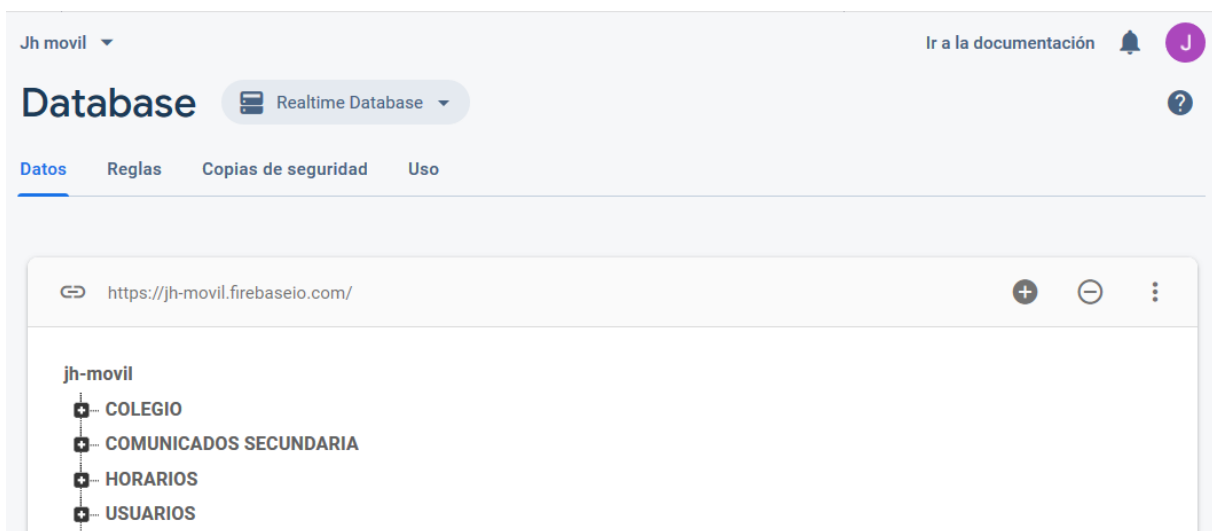 Jh movil Ir a la documentación J
Database Realtime Database ?
Datos Reglas Copias de seguridad Uso
https://jh-movil.firebaseio.com/
jh-movil
COLEGIO
COMUNICADOS SECUNDARIA
HORARIOS
USUARIOS